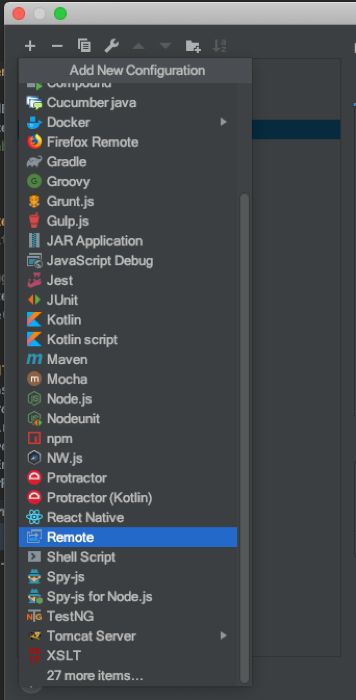 Add New Configuration
Compound
Cucumber java
Docker
Firefox Remote
Gradle
Groovy
Grunt.js
Gulp.js
JAR Application
JavaScript Debug
Jest
JUnit
Kotlin
Kotlin script
Maven
Mocha
Node.js
Nodeunit
npm
NW.js
Protractor
Protractor (Kotlin)
React Native
Remote
Shell Script
Spy-js
Spy-js for Node.js
TestNG
Tomcat Server
XSLT
27 more items...